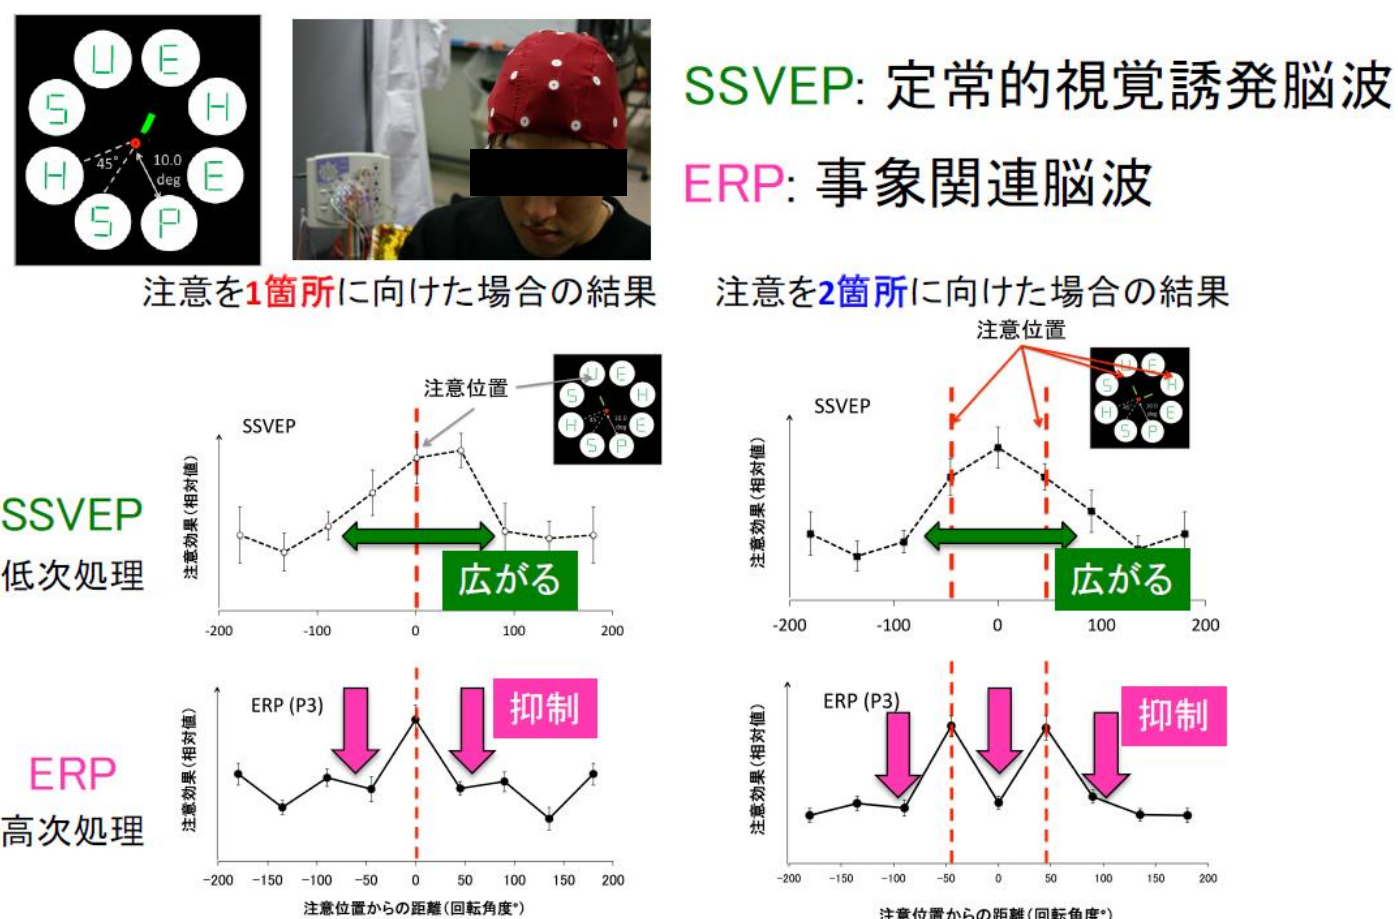 U E
S H
H E
S P
45°
10.0
deg
SSVEP: 定常的視覚誘発脳波
ERP: 事象関連脳波
注意を1箇所に向けた場合の結果
注意を2箇所に向けた場合の結果
注意位置
注意位置
SSVEP
SSVEP
U E
S H
H E
S P
45°
10.0
deg
U E
S H
H E
S P
10.0
deg
注意効果(相対値)
注意効果(相対値)
SSVEP
低次処理
広がる
広がる
-200 -100 0 100 200
-200 -100 0 100 200
ERP (P3)
抑制
ERP (P3)
抑制
注意効果(相対値)
注意効果(相対値)
ERP
高次処理
-200 -150 -100 -50 0 50 100 150 200
-200 -150 -100 -50 0 50 100 150 200
注意位置からの距離(回転角度°)
注意位置からの距離(回転角度°)